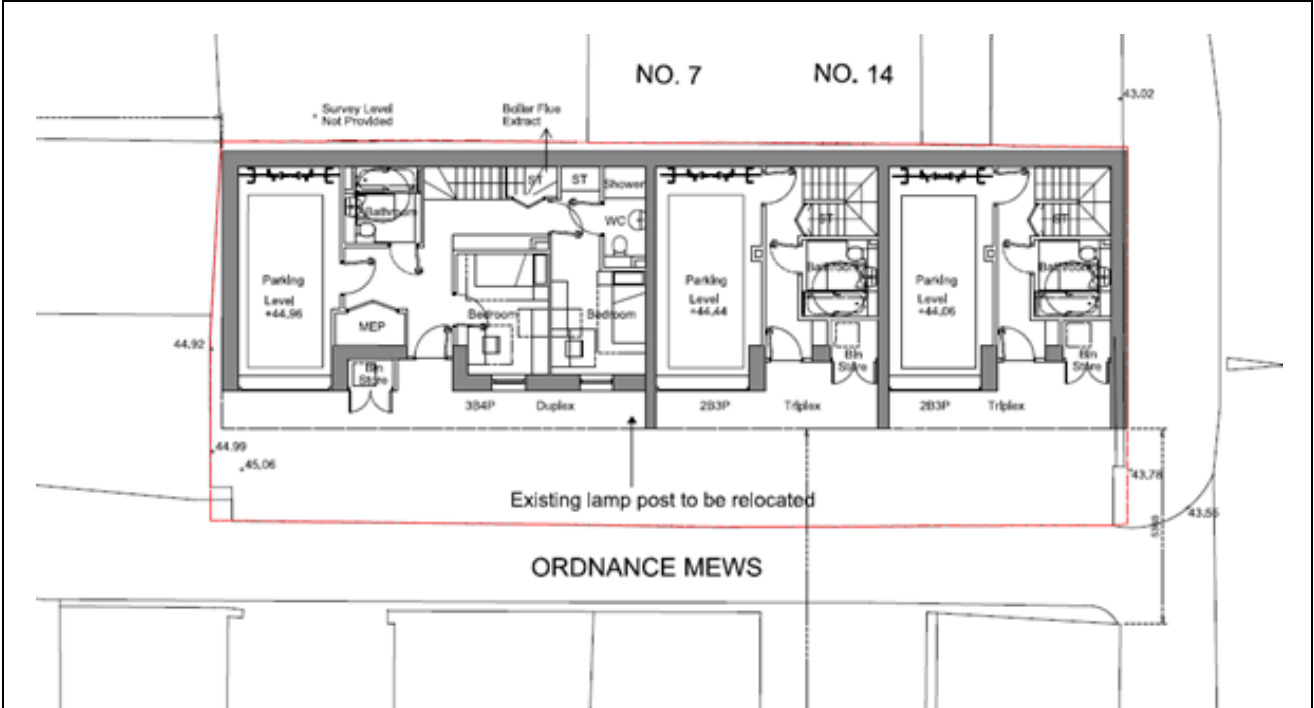 NO. 7
NO. 14
43.02
Survey Level
Not Provided
Boiler Flue
Extract
ST
ST
Shower
Bathroom
WC
ST
ST
Parking
Level
+44.96
Bathroom
Parking
Level
+44.44
Bathroom
Parking
Level
+44.06
MEP
Bedroom
Bedroom
44.92
Bin
Store
Bin
Store
Bin
Store
3B4P Duplex
2B3P Triplex
2B3P Triplex
44.99
45.06
43.78
Existing lamp post to be relocated
43.55
ORDNANCE MEWS